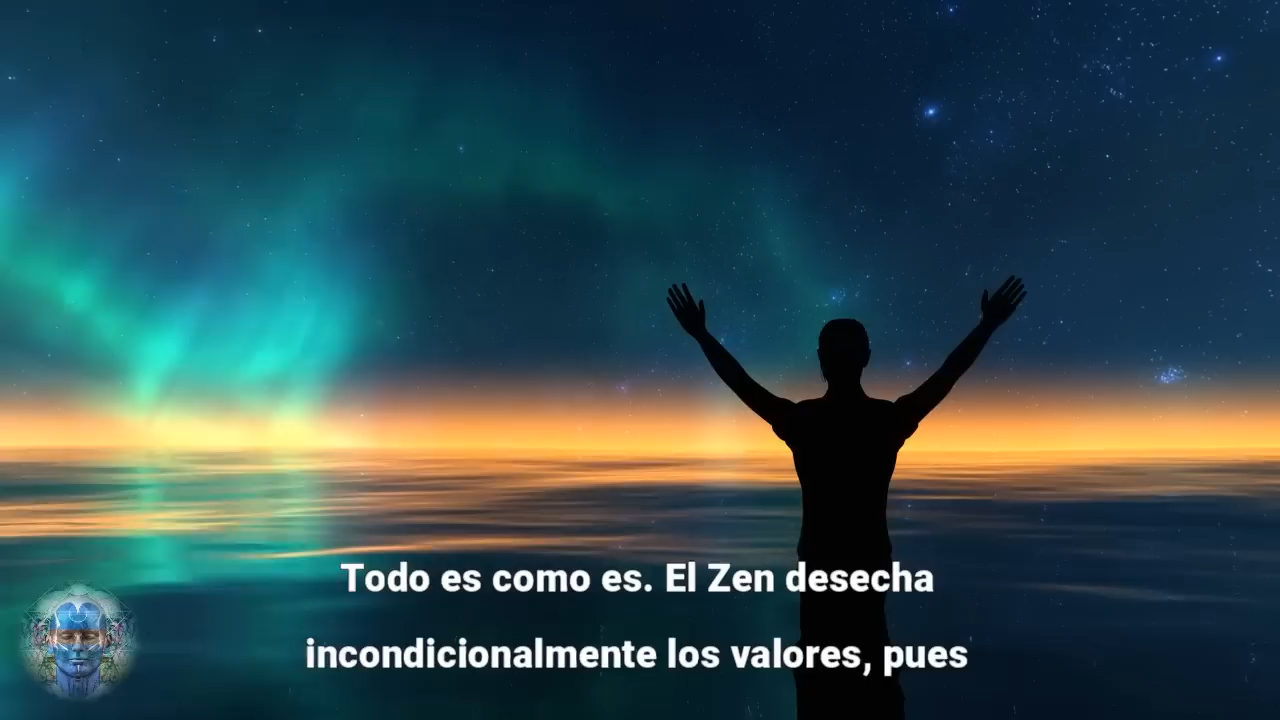 Todo es como es. El Zen desecha
incondicionalmente los valores, pues